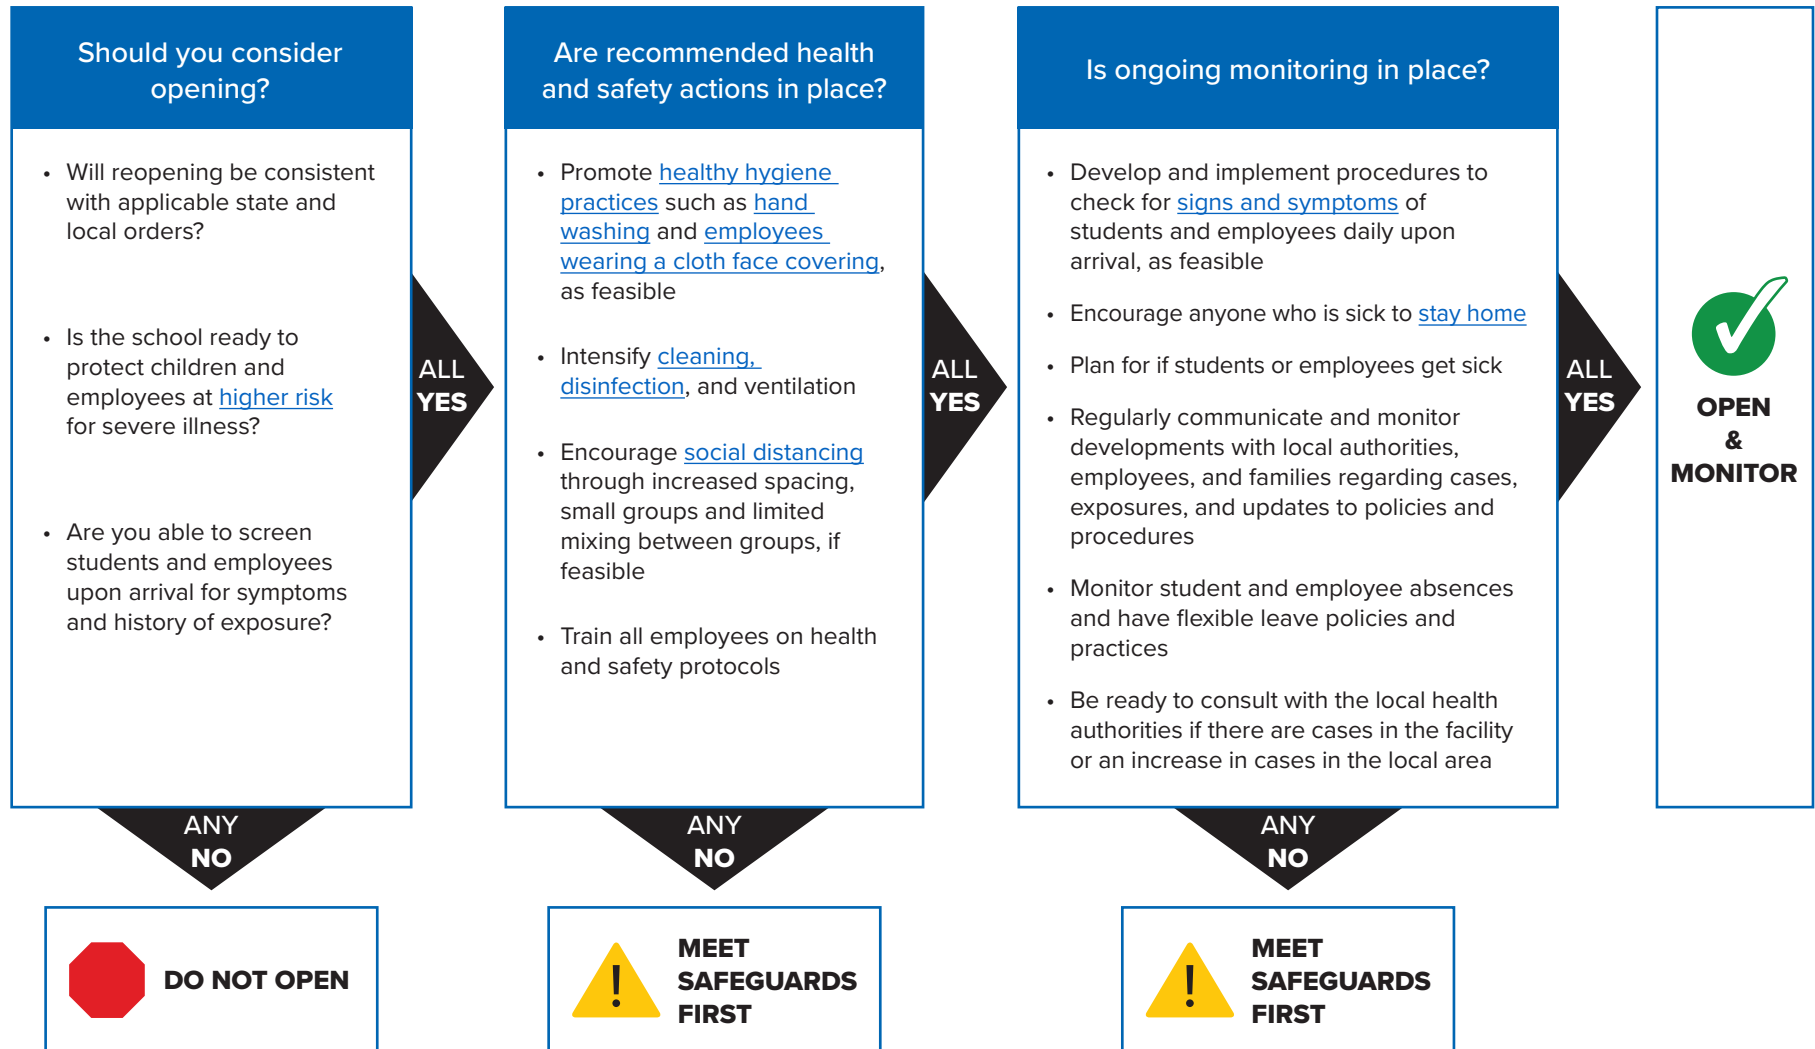 Should you consider
opening?
• Will reopening be consistent
with applicable state and
local orders?
• Is the school ready to
protect children and
employees at higher risk
for severe illness?
• Are you able to screen
students and employees
upon arrival for symptoms
and history of exposure?
ALL
YES
ANY
NO
DO NOT OPEN
Are recommended health
and safety actions in place?
• Promote healthy hygiene
practices such as hand
washing and employees
wearing a cloth face covering,
as feasible
• Intensify cleaning,
disinfection, and ventilation
• Encourage social distancing
through increased spacing,
small groups and limited
mixing between groups, if
feasible
• Train all employees on health
and safety protocols
ALL
YES
ANY
NO
!
MEET
SAFEGUARDS
FIRST
Is ongoing monitoring in place?
• Develop and implement procedures to
check for signs and symptoms of
students and employees daily upon
arrival, as feasible
• Encourage anyone who is sick to stay home
• Plan for if students or employees get sick
• Regularly communicate and monitor
developments with local authorities,
employees, and families regarding cases,
exposures, and updates to policies and
procedures
• Monitor student and employee absences
and have flexible leave policies and
practices
• Be ready to consult with the local health
authorities if there are cases in the facility
or an increase in cases in the local area
ALL
YES
ANY
NO
!
MEET
SAFEGUARDS
FIRST
OPEN
&
MONITOR